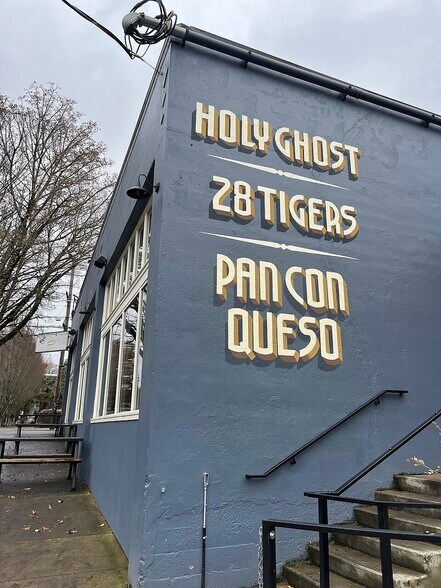 HOLY GHOST
28 TIGERS
PAN CON
QUESO